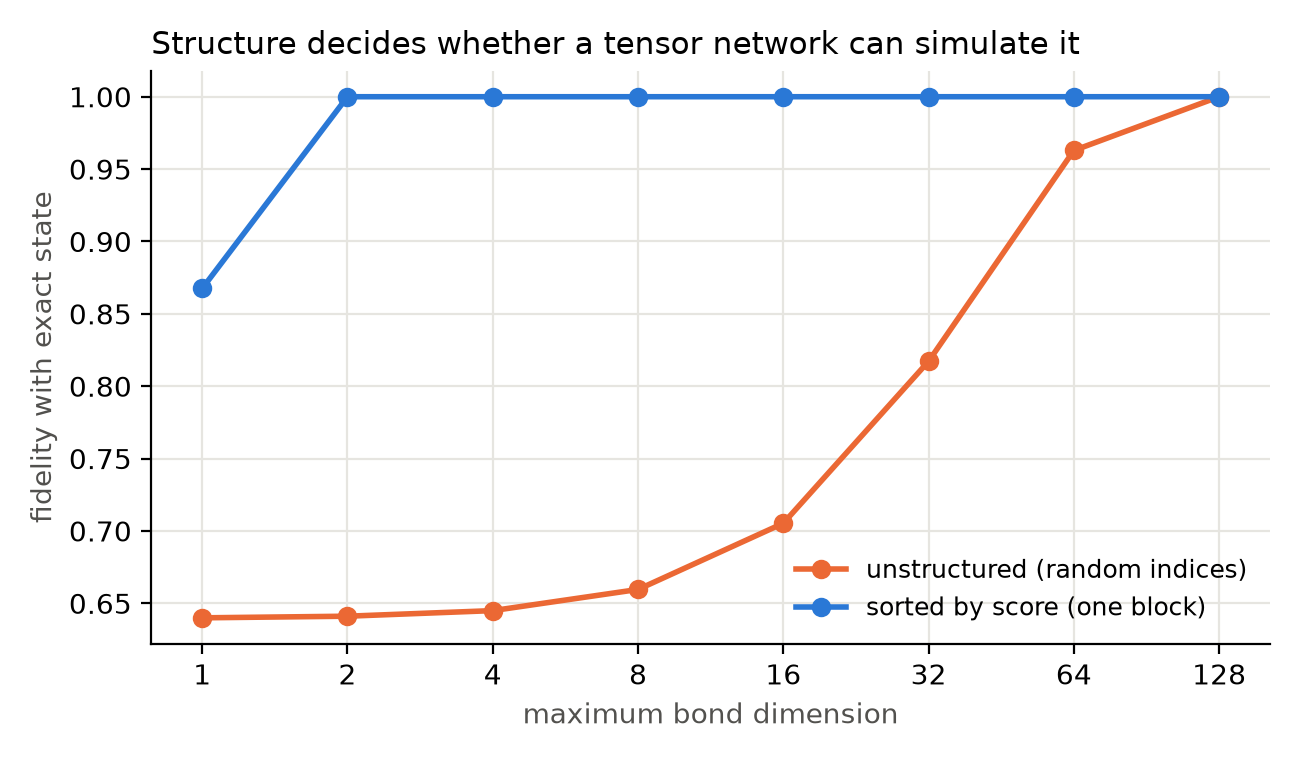 Structure decides whether a tensor network can simulate it
fidelity with exact state
1.00
0.95
0.90
0.85
0.80
0.75
0.70
0.65
unstructured (random indices)
sorted by score (one block)
1 2 4 8 16 32 64 128
maximum bond dimension